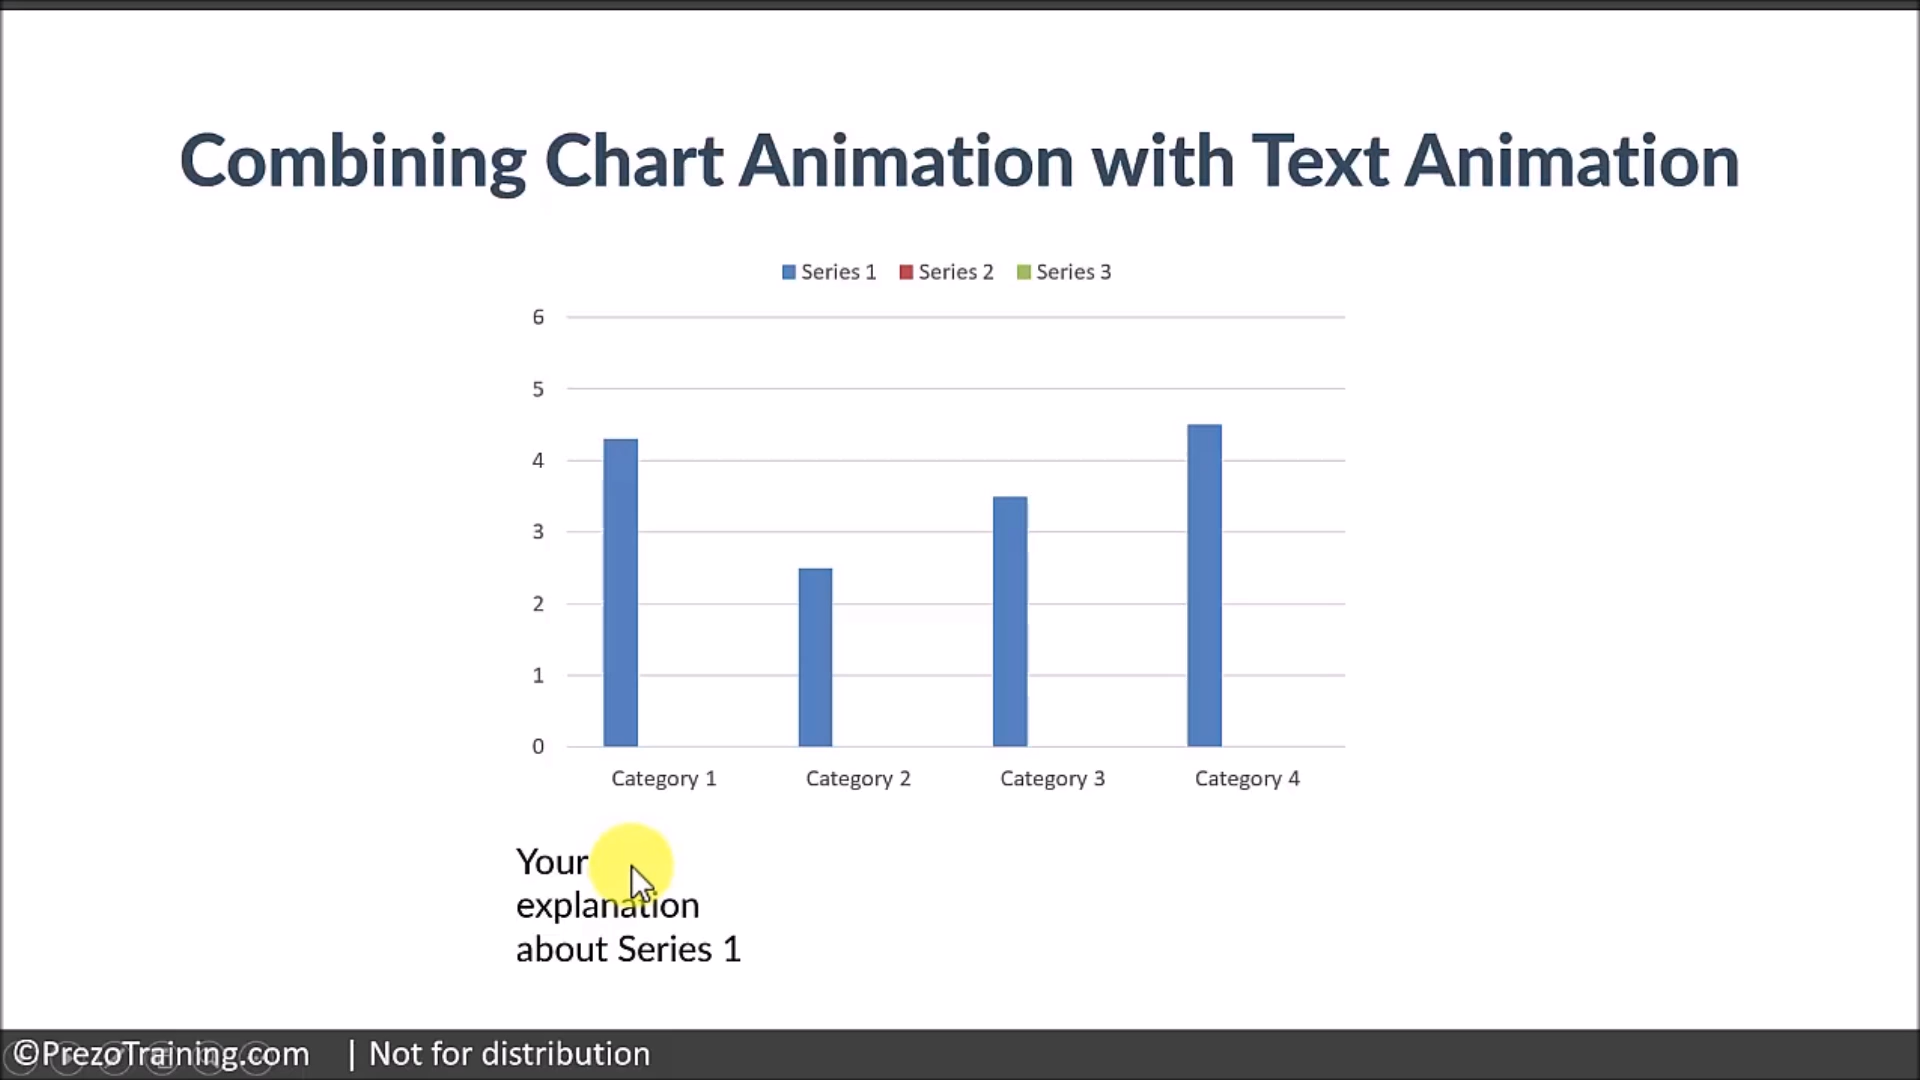 Combining Chart Animation with Text Animation
Series 1 Series 2 Series 3
6
5
4
3
2
1
0
Category 1 Category 2 Category 3 Category 4
Your
explanation
about Series 1
©PrezoTraining.com | Not for distribution